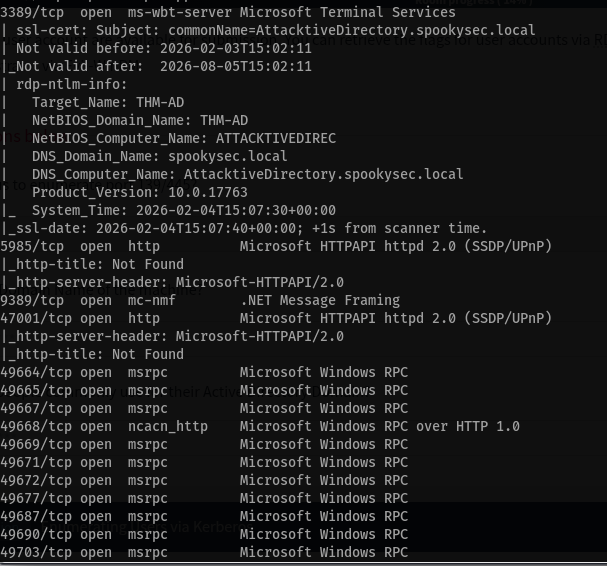 3389/tcp  open  ms-wbt-server Microsoft Terminal Services
| ssl-cert: Subject: commonName=AttacktiveDirectory.spookysec.local
| Not valid before: 2026-02-03T15:02:11
|_Not valid after:  2026-08-05T15:02:11
| rdp-ntlm-info:
|   Target_Name: THM-AD
|   NetBIOS_Domain_Name: THM-AD
|   NetBIOS_Computer_Name: ATTACKTIVEDIREC
|   DNS_Domain_Name: spookysec.local
|   DNS_Computer_Name: AttacktiveDirectory.spookysec.local
|   Product_Version: 10.0.17763
|_  System_Time: 2026-02-04T15:07:30+00:00
|_ssl-date: 2026-02-04T15:07:40+00:00; +1s from scanner time.
5985/tcp  open  http          Microsoft HTTPAPI httpd 2.0 (SSDP/UPnP)
|_http-title: Not Found
|_http-server-header: Microsoft-HTTPAPI/2.0
9389/tcp  open  mc-nmf        .NET Message Framing
47001/tcp open  http          Microsoft HTTPAPI httpd 2.0 (SSDP/UPnP)
|_http-server-header: Microsoft-HTTPAPI/2.0
|_http-title: Not Found
49664/tcp open  msrpc         Microsoft Windows RPC
49665/tcp open  msrpc         Microsoft Windows RPC
49667/tcp open  msrpc         Microsoft Windows RPC
49668/tcp open  ncacn_http    Microsoft Windows RPC over HTTP 1.0
49669/tcp open  msrpc         Microsoft Windows RPC
49671/tcp open  msrpc         Microsoft Windows RPC
49672/tcp open  msrpc         Microsoft Windows RPC
49677/tcp open  msrpc         Microsoft Windows RPC
49687/tcp open  msrpc         Microsoft Windows RPC
49690/tcp open  msrpc         Microsoft Windows RPC
49703/tcp open  msrpc         Microsoft Windows RPC